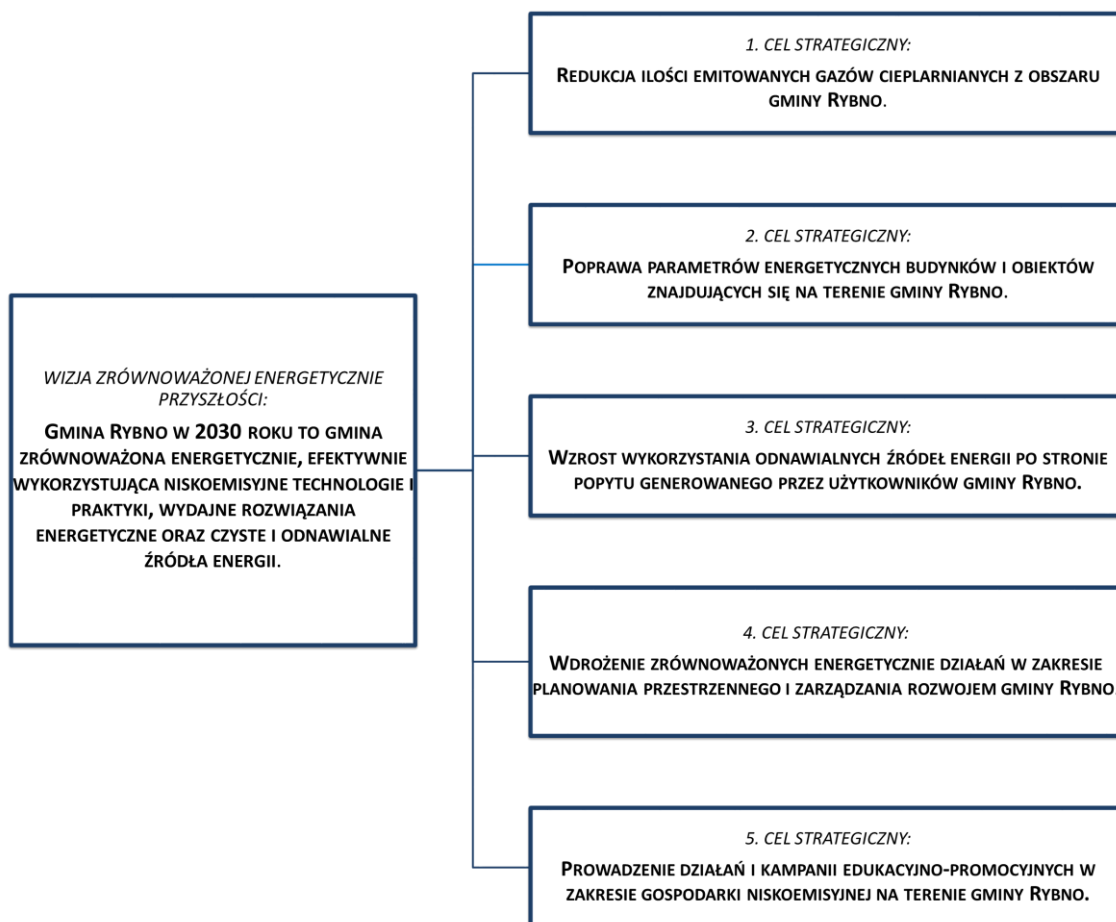 1. CEL STRATEGICZNY:
REDUKCJA ILOŚCI EMITOWANYCH GAZÓW CIEPLARNIANYCH Z OBSZARU
GMINY RYBNO.
2. CEL STRATEGICZNY:
POPRAWA PARAMETRÓW ENERGETYCZNYCH BUDYNKÓW I OBIEKTÓW
ZNAJDUJĄCYCH SIĘ NA TERENIE GMINY RYBNO.
WIZJA ZRÓWNOWAŻONEJ ENERGETYCZNIE
PRZYSZŁOŚCI:
GMINA RYBNO W 2030 ROKU TO GMINA
ZRÓWNOWAŻONA ENERGETYCZNIE, EFEKTYWNIE
WYKORZYSTUJĄCA NISKOEMISYJNE TECHNOLOGIE I
PRAKTYKI, WYDAJNE ROZWIĄZANIA
ENERGETYCZNE ORAZ CZYSTE I ODNAWIALNE
ŹRÓDŁA ENERGII.
3. CEL STRATEGICZNY:
WZROST WYKORZYSTANIA ODNAWIALNYCH ŹRÓDEŁ ENERGII PO STRONIE
POPYTU GENEROWANEGO PRZEZ UŻYTKOWNIKÓW GMINY RYBNO.
4. CEL STRATEGICZNY:
WDROŻENIE ZRÓWNOWAŻONYCH ENERGETYCZNIE DZIAŁAŃ W ZAKRESIE
PLANOWANIA PRZESTRZENNEGO I ZARZĄDZANIA ROZWOJEM GMINY RYBNO.
5. CEL STRATEGICZNY:
PROWADZENIE DZIAŁAŃ I KAMPANII EDUKACYJNO-PROMOCYJNYCH W
ZAKRESIE GOSPODARKI NISKOEMISYJNEJ NA TERENIE GMINY RYBNO.